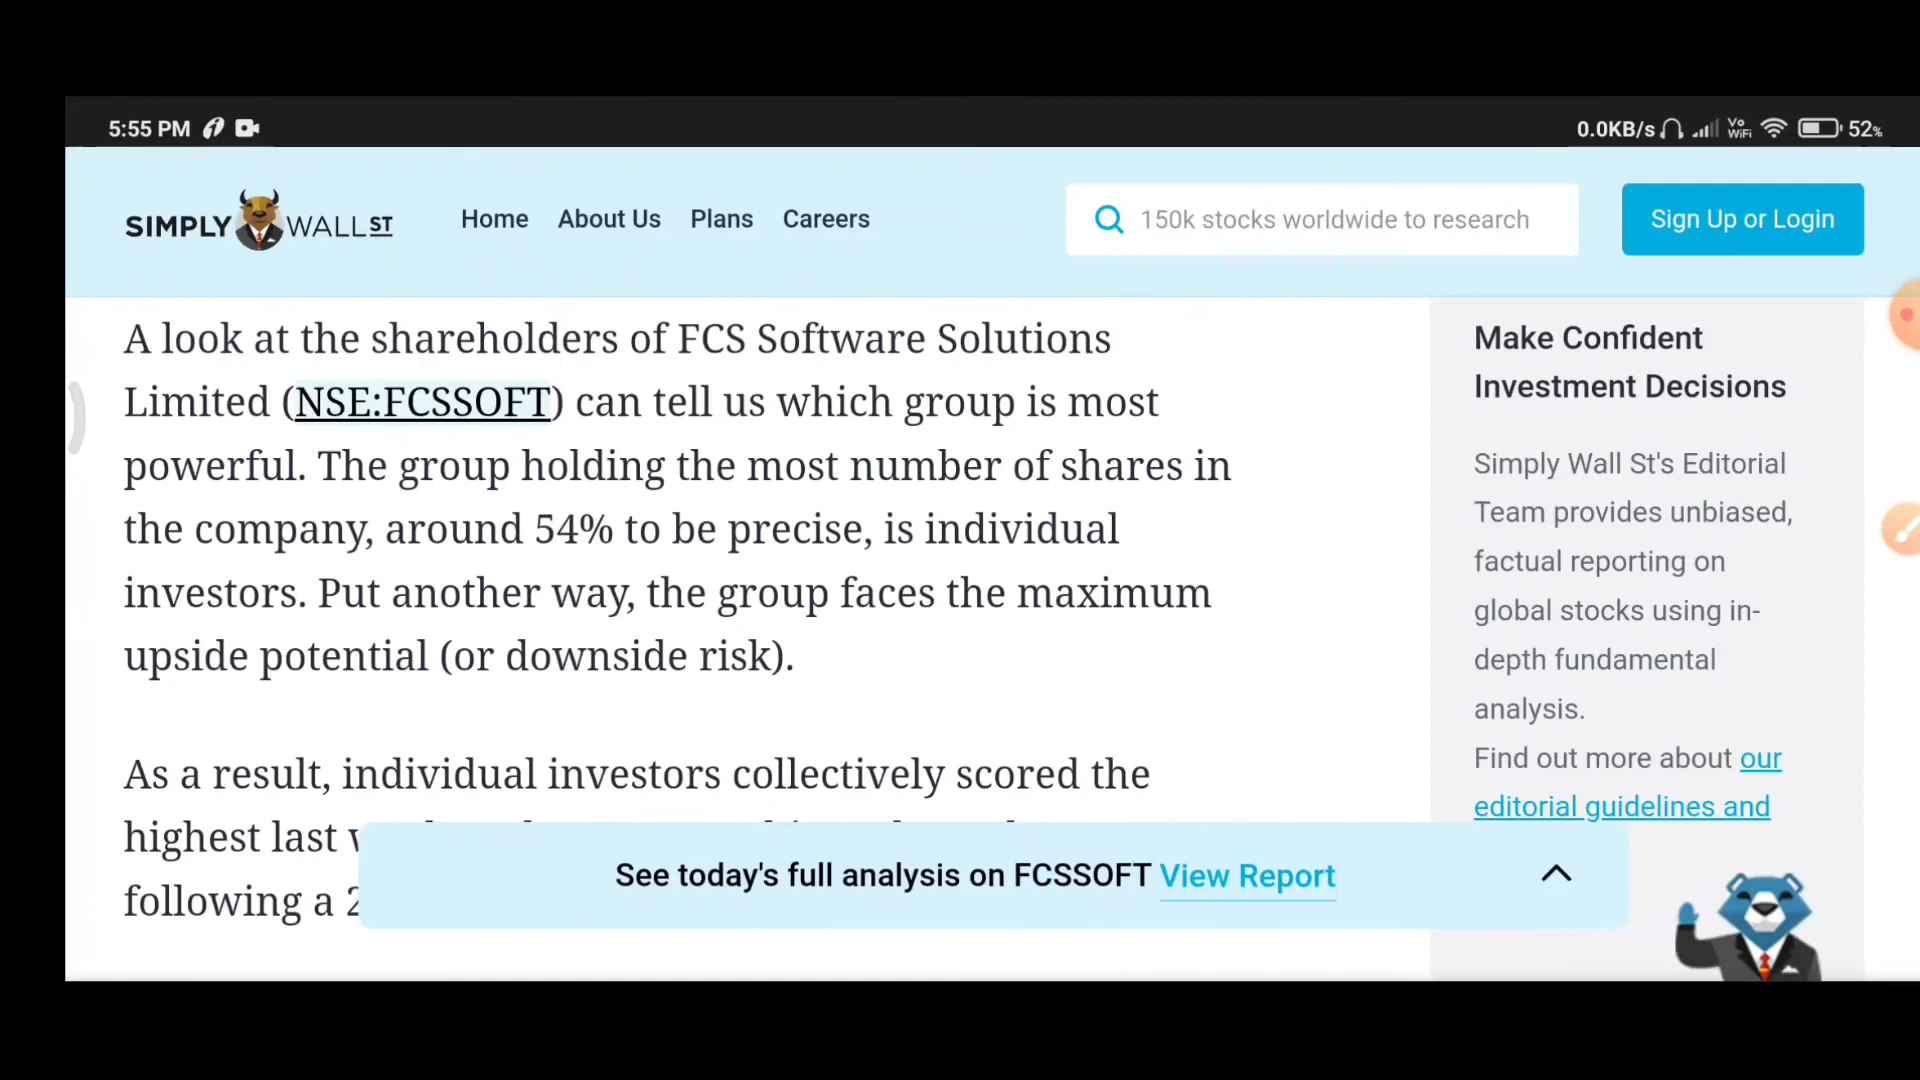 5:55 PM
0.0KB/s Vo WiFi 52%
SIMPLY WALL ST
Home About Us Plans Careers
150k stocks worldwide to research
Sign Up or Login
A look at the shareholders of FCS Software Solutions
Limited (NSE:FCSSOFT) can tell us which group is most
powerful. The group holding the most number of shares in
the company, around 54% to be precise, is individual
investors. Put another way, the group faces the maximum
upside potential (or downside risk).
As a result, individual investors collectively scored the
highest last
following a
See today's full analysis on FCSSOFT View Report
Make Confident
Investment Decisions
Simply Wall St's Editorial
Team provides unbiased,
factual reporting on
global stocks using in-
depth fundamental
analysis.
Find out more about our
editorial guidelines and